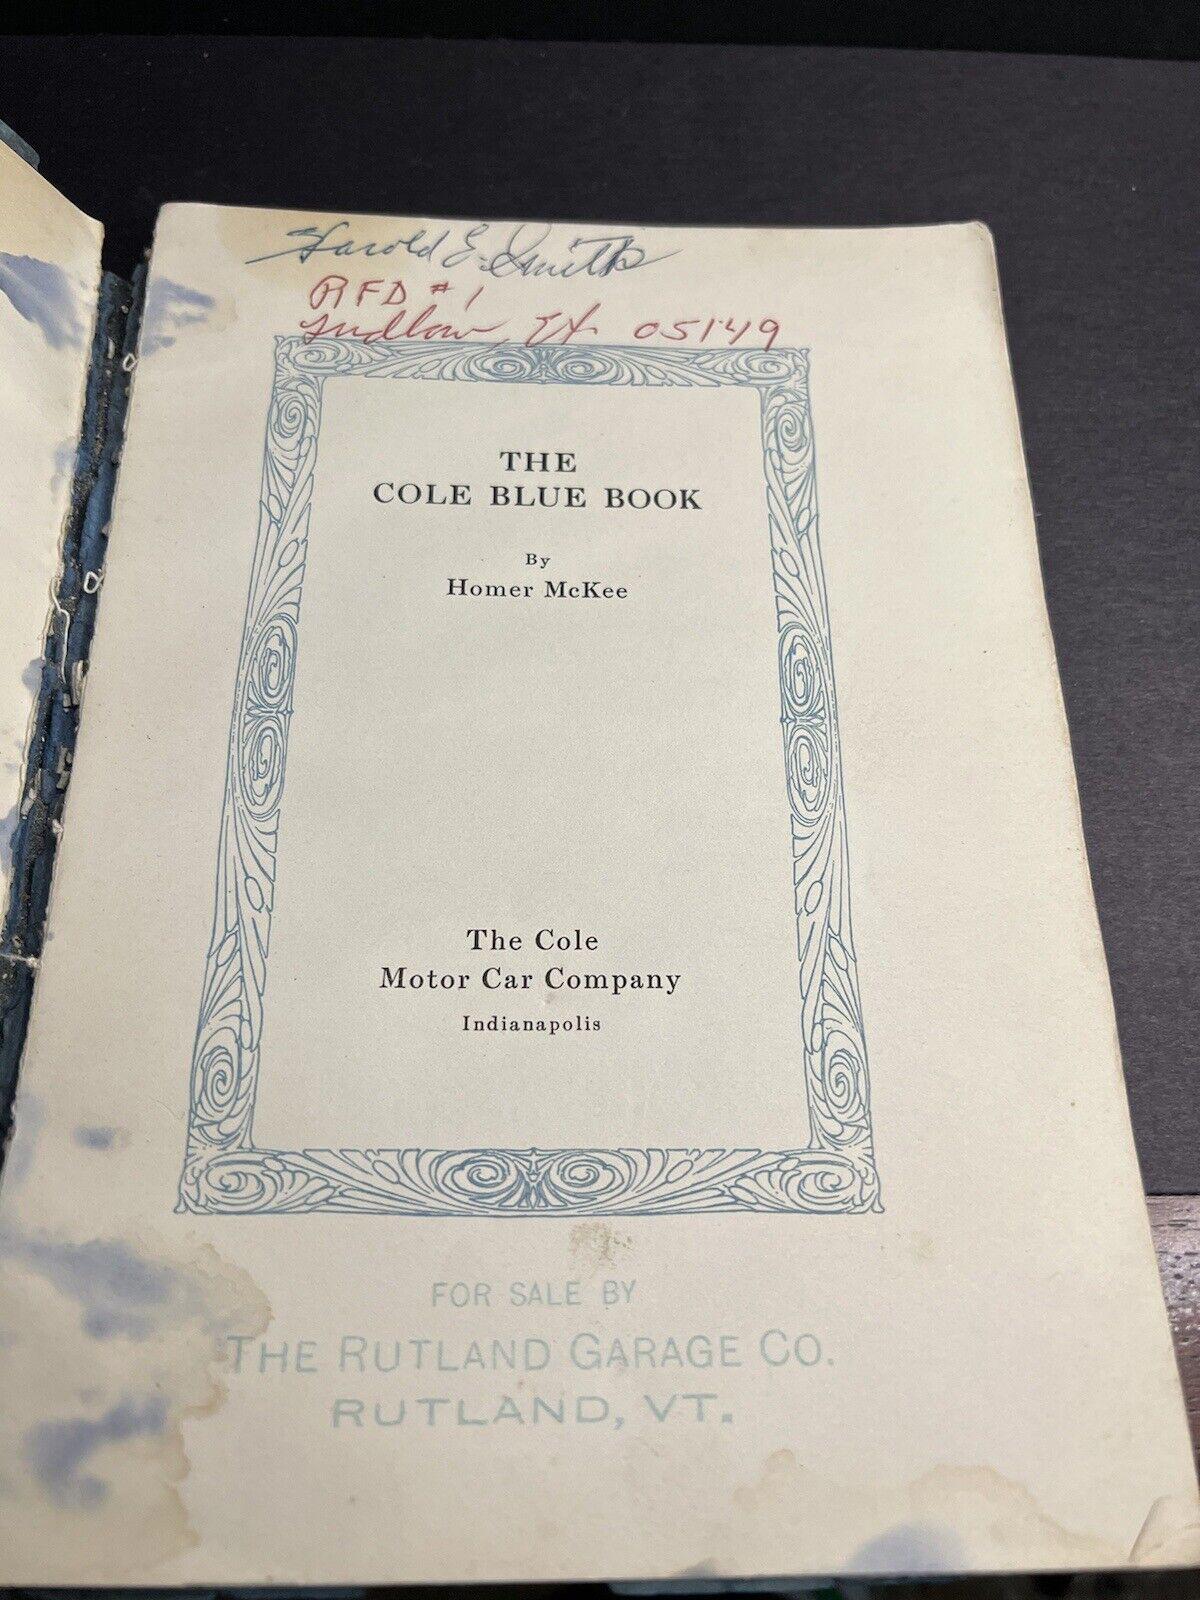 Harold E. Smith
RFD #1
Ludlow, Vt 05149
THE
COLE BLUE BOOK
By
Homer McKee
The Cole
Motor Car Company
Indianapolis
FOR SALE BY
THE RUTLAND GARAGE CO.
RUTLAND, VT.